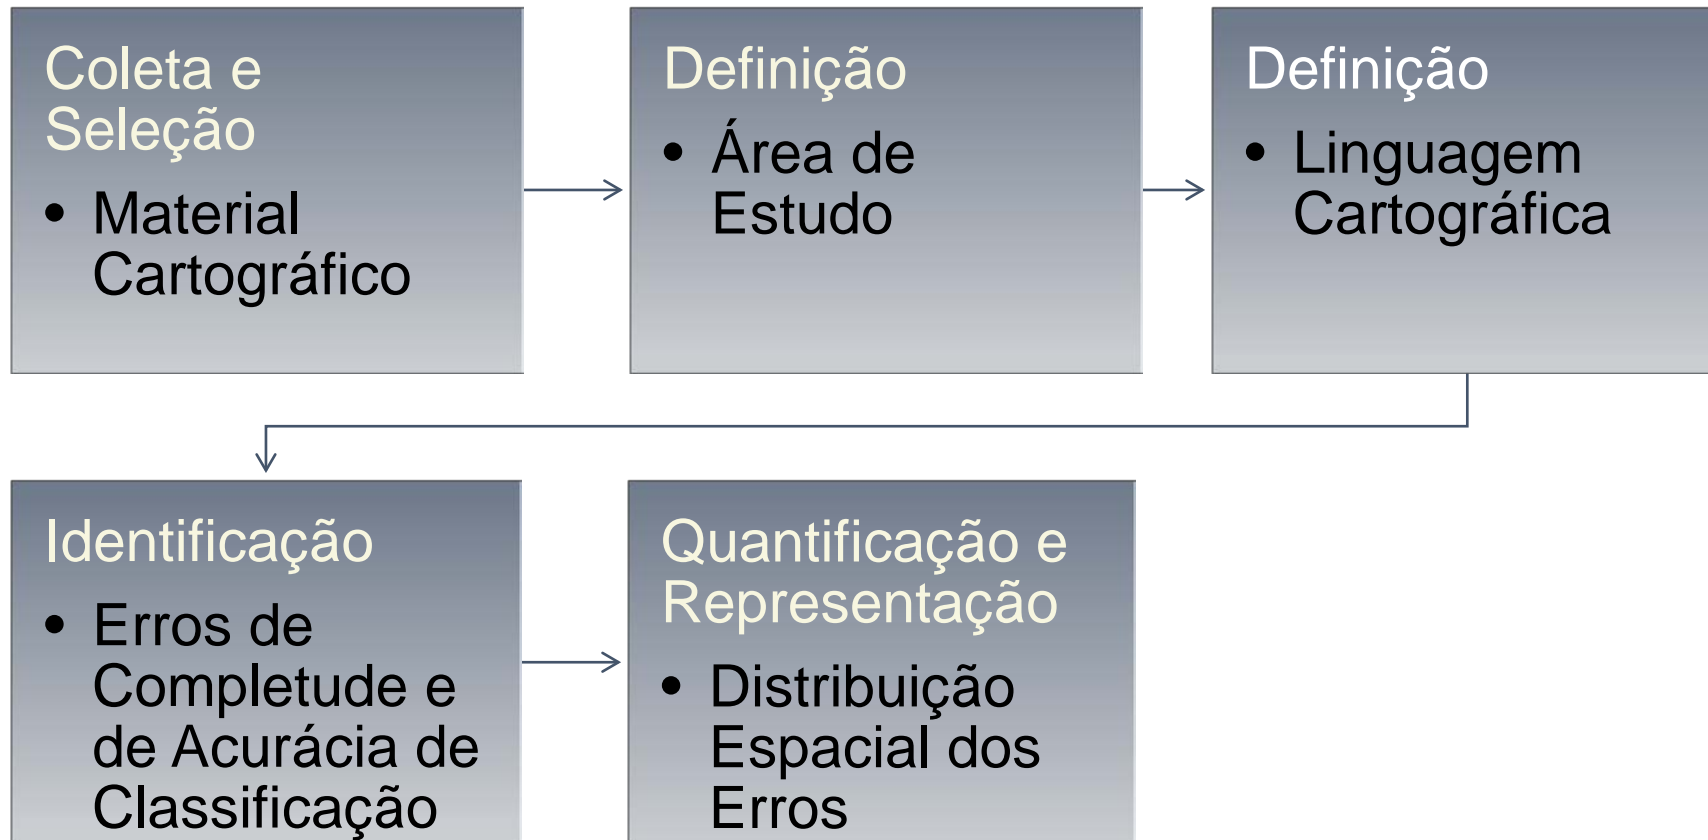 Coleta e
Seleção
• Material
Cartográfico
Definição
• Área de
Estudo
Definição
• Linguagem
Cartográfica
Identificação
• Erros de
Completude e
de Acurácia de
Classificação
Quantificação e
Representação
• Distribuição
Espacial dos
Erros